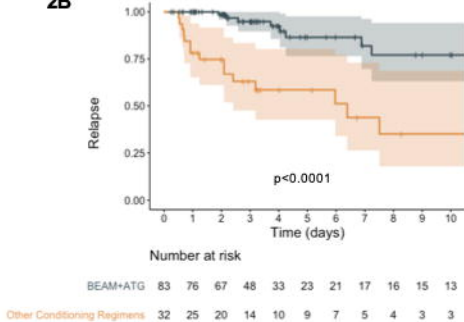 2B
1.00
0.75
0.50
0.25
0.00
Relapse
p<0.0001
0 1 2 3 4 5 6 7 8 9 10
Time (days)
Number at risk
BEAM+ATG 83 76 67 48 33 23 21 17 16 15 13
Other Conditioning Regimens 32 25 20 14 10 9 7 5 4 3 3